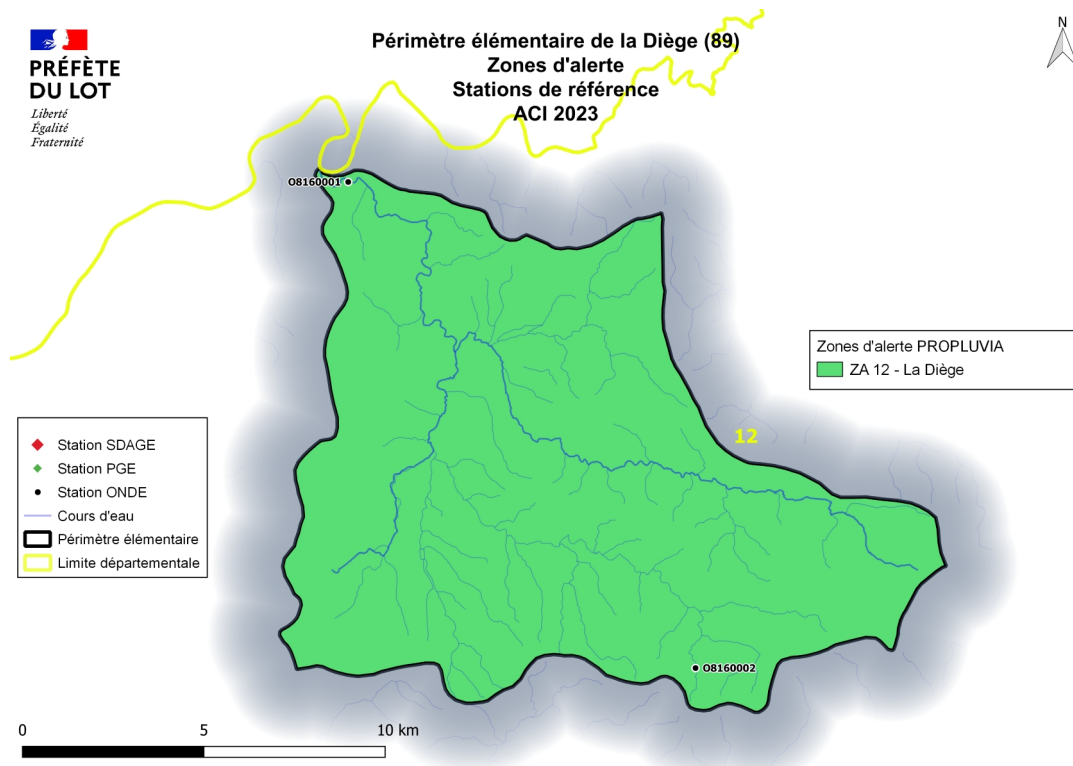 PRÉFÈTE
DU LOT
Liberté
Égalité
Fraternité
Périmètre élémentaire de la Diège (89)
Zones d'alerte
Stations de référence
ACI 2023
N
O8160001
Zones d'alerte PROPLUVIA
ZA 12 - La Diège
12
Station SDAGE
Station PGE
Station ONDE
Cours d'eau
Périmètre élémentaire
Limite départementale
O8160002
0 5 10 km